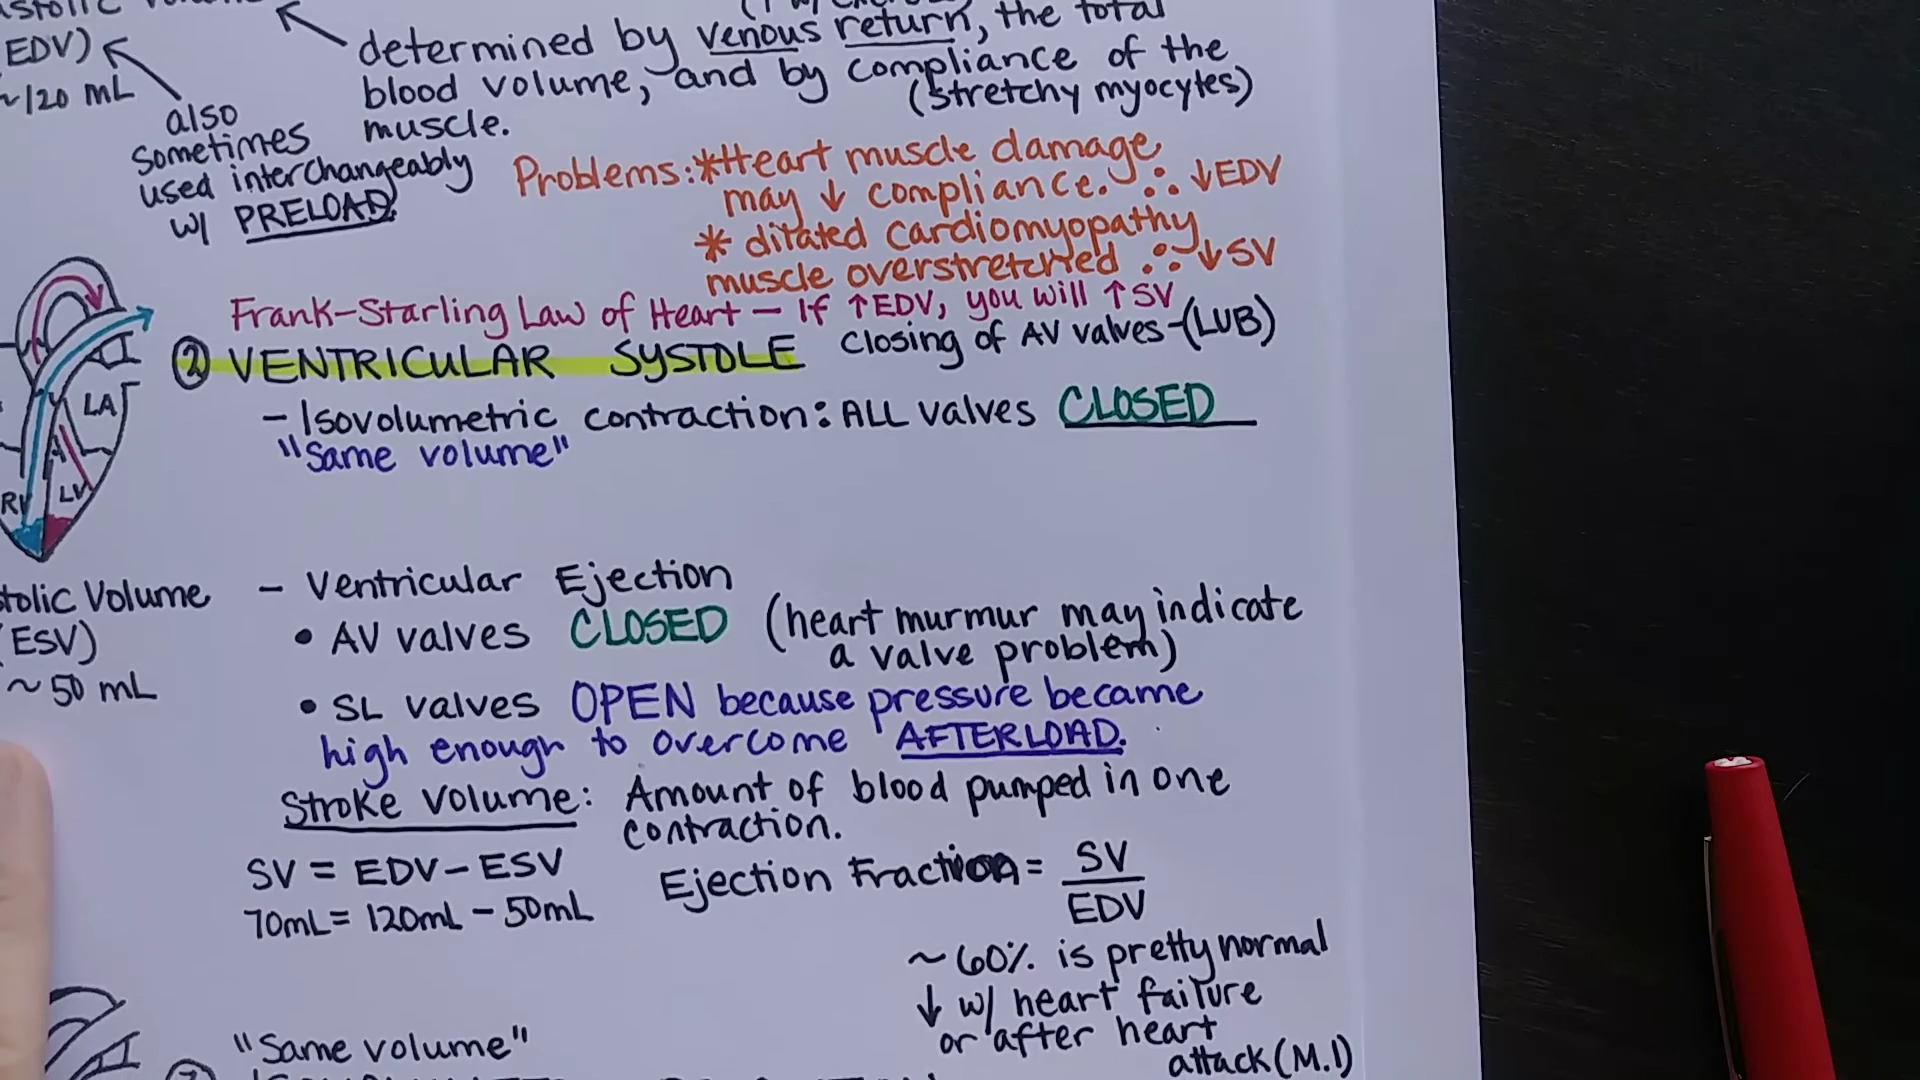 EDV)
~120 mL
also
sometimes
used interchangeably
w/ PRELOAD
determined by venous return, the total
blood volume, and by compliance of the
(stretchy myocytes)
muscle.
Problems: *Heart muscle damage
may ↓ compliance. ∴ ↓EDV
* dilated cardiomyopathy
muscle overstretched ∴ ↓SV
Frank-Starling Law of Heart - If ↑EDV, you will ↑SV
② VENTRICULAR SYSTOLE closing of AV valves-(LUB)
- Isovolumetric contraction: ALL valves CLOSED
"Same volume"
LA
RV
LV
tolic Volume
(ESV)
~50 mL
- Ventricular Ejection
• AV valves CLOSED (heart murmur may indicate
a valve problem)
• SL valves OPEN because pressure became
high enough to overcome AFTERLOAD.
Stroke Volume: Amount of blood pumped in one
contraction.
SV = EDV - ESV
70mL = 120mL - 50mL
Ejection Fraction = SV
EDV
~ 60% is pretty normal
↓ w/ heart failure
or after heart
attack (M.I)
"Same volume"